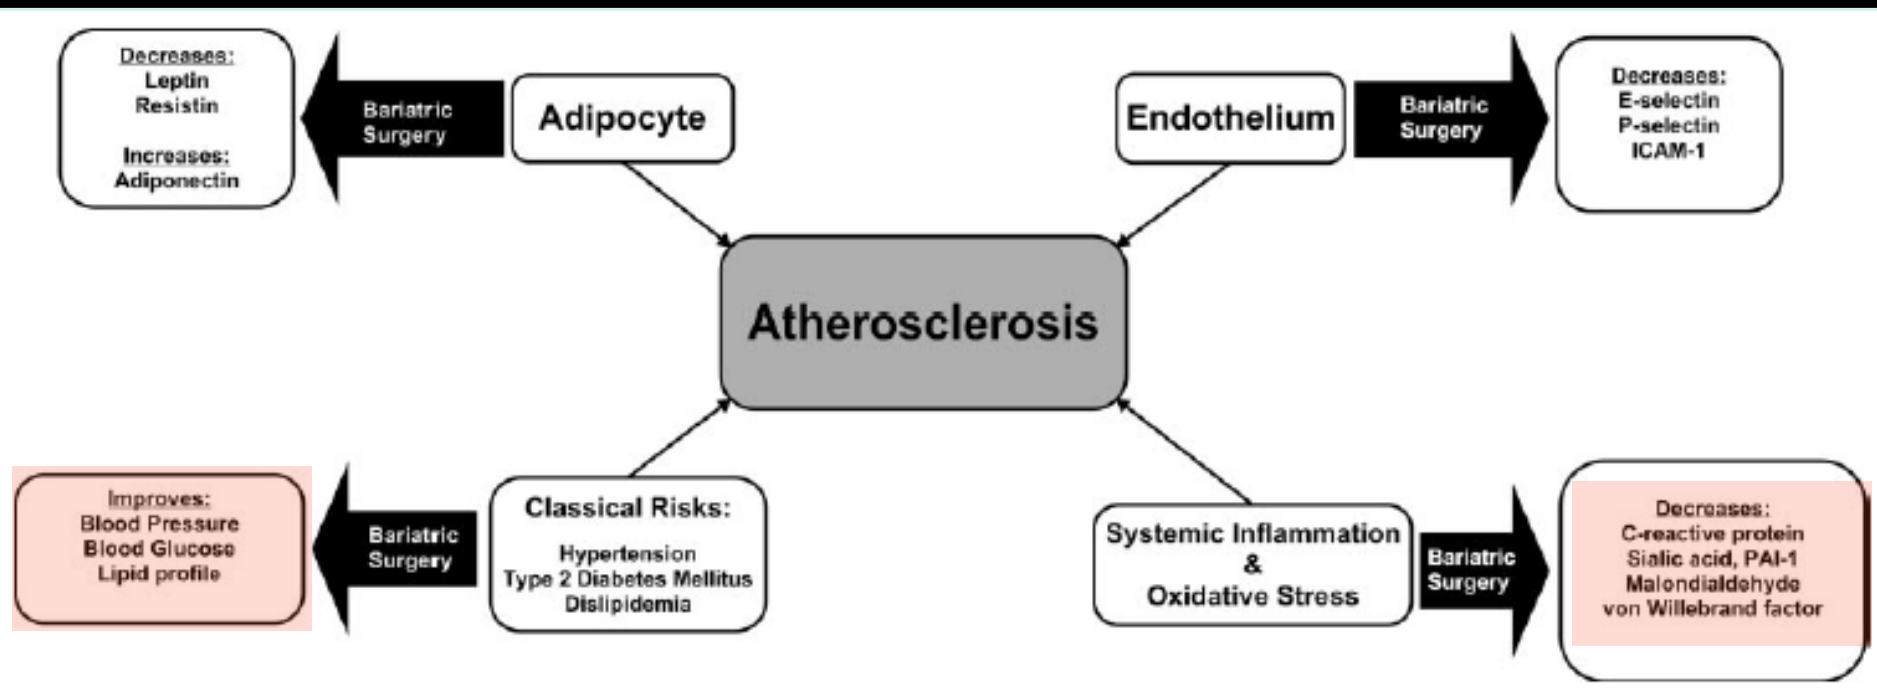 Decreases:
Leptin
Resistin
Increases:
Adiponectin
Bariatric
Surgery
Adipocyte
Endothelium
Bariatric
Surgery
Decreases:
E-selectin
P-selectin
ICAM-1
Atherosclerosis
Improves:
Blood Pressure
Blood Glucose
Lipid profile
Bariatric
Surgery
Classical Risks:
Hypertension
Type 2 Diabetes Mellitus
Dislipidemia
Systemic Inflammation
&
Oxidative Stress
Bariatric
Surgery
Decreases:
C-reactive protein
Sialic acid, PAI-1
Malondialdehyde
von Willebrand factor